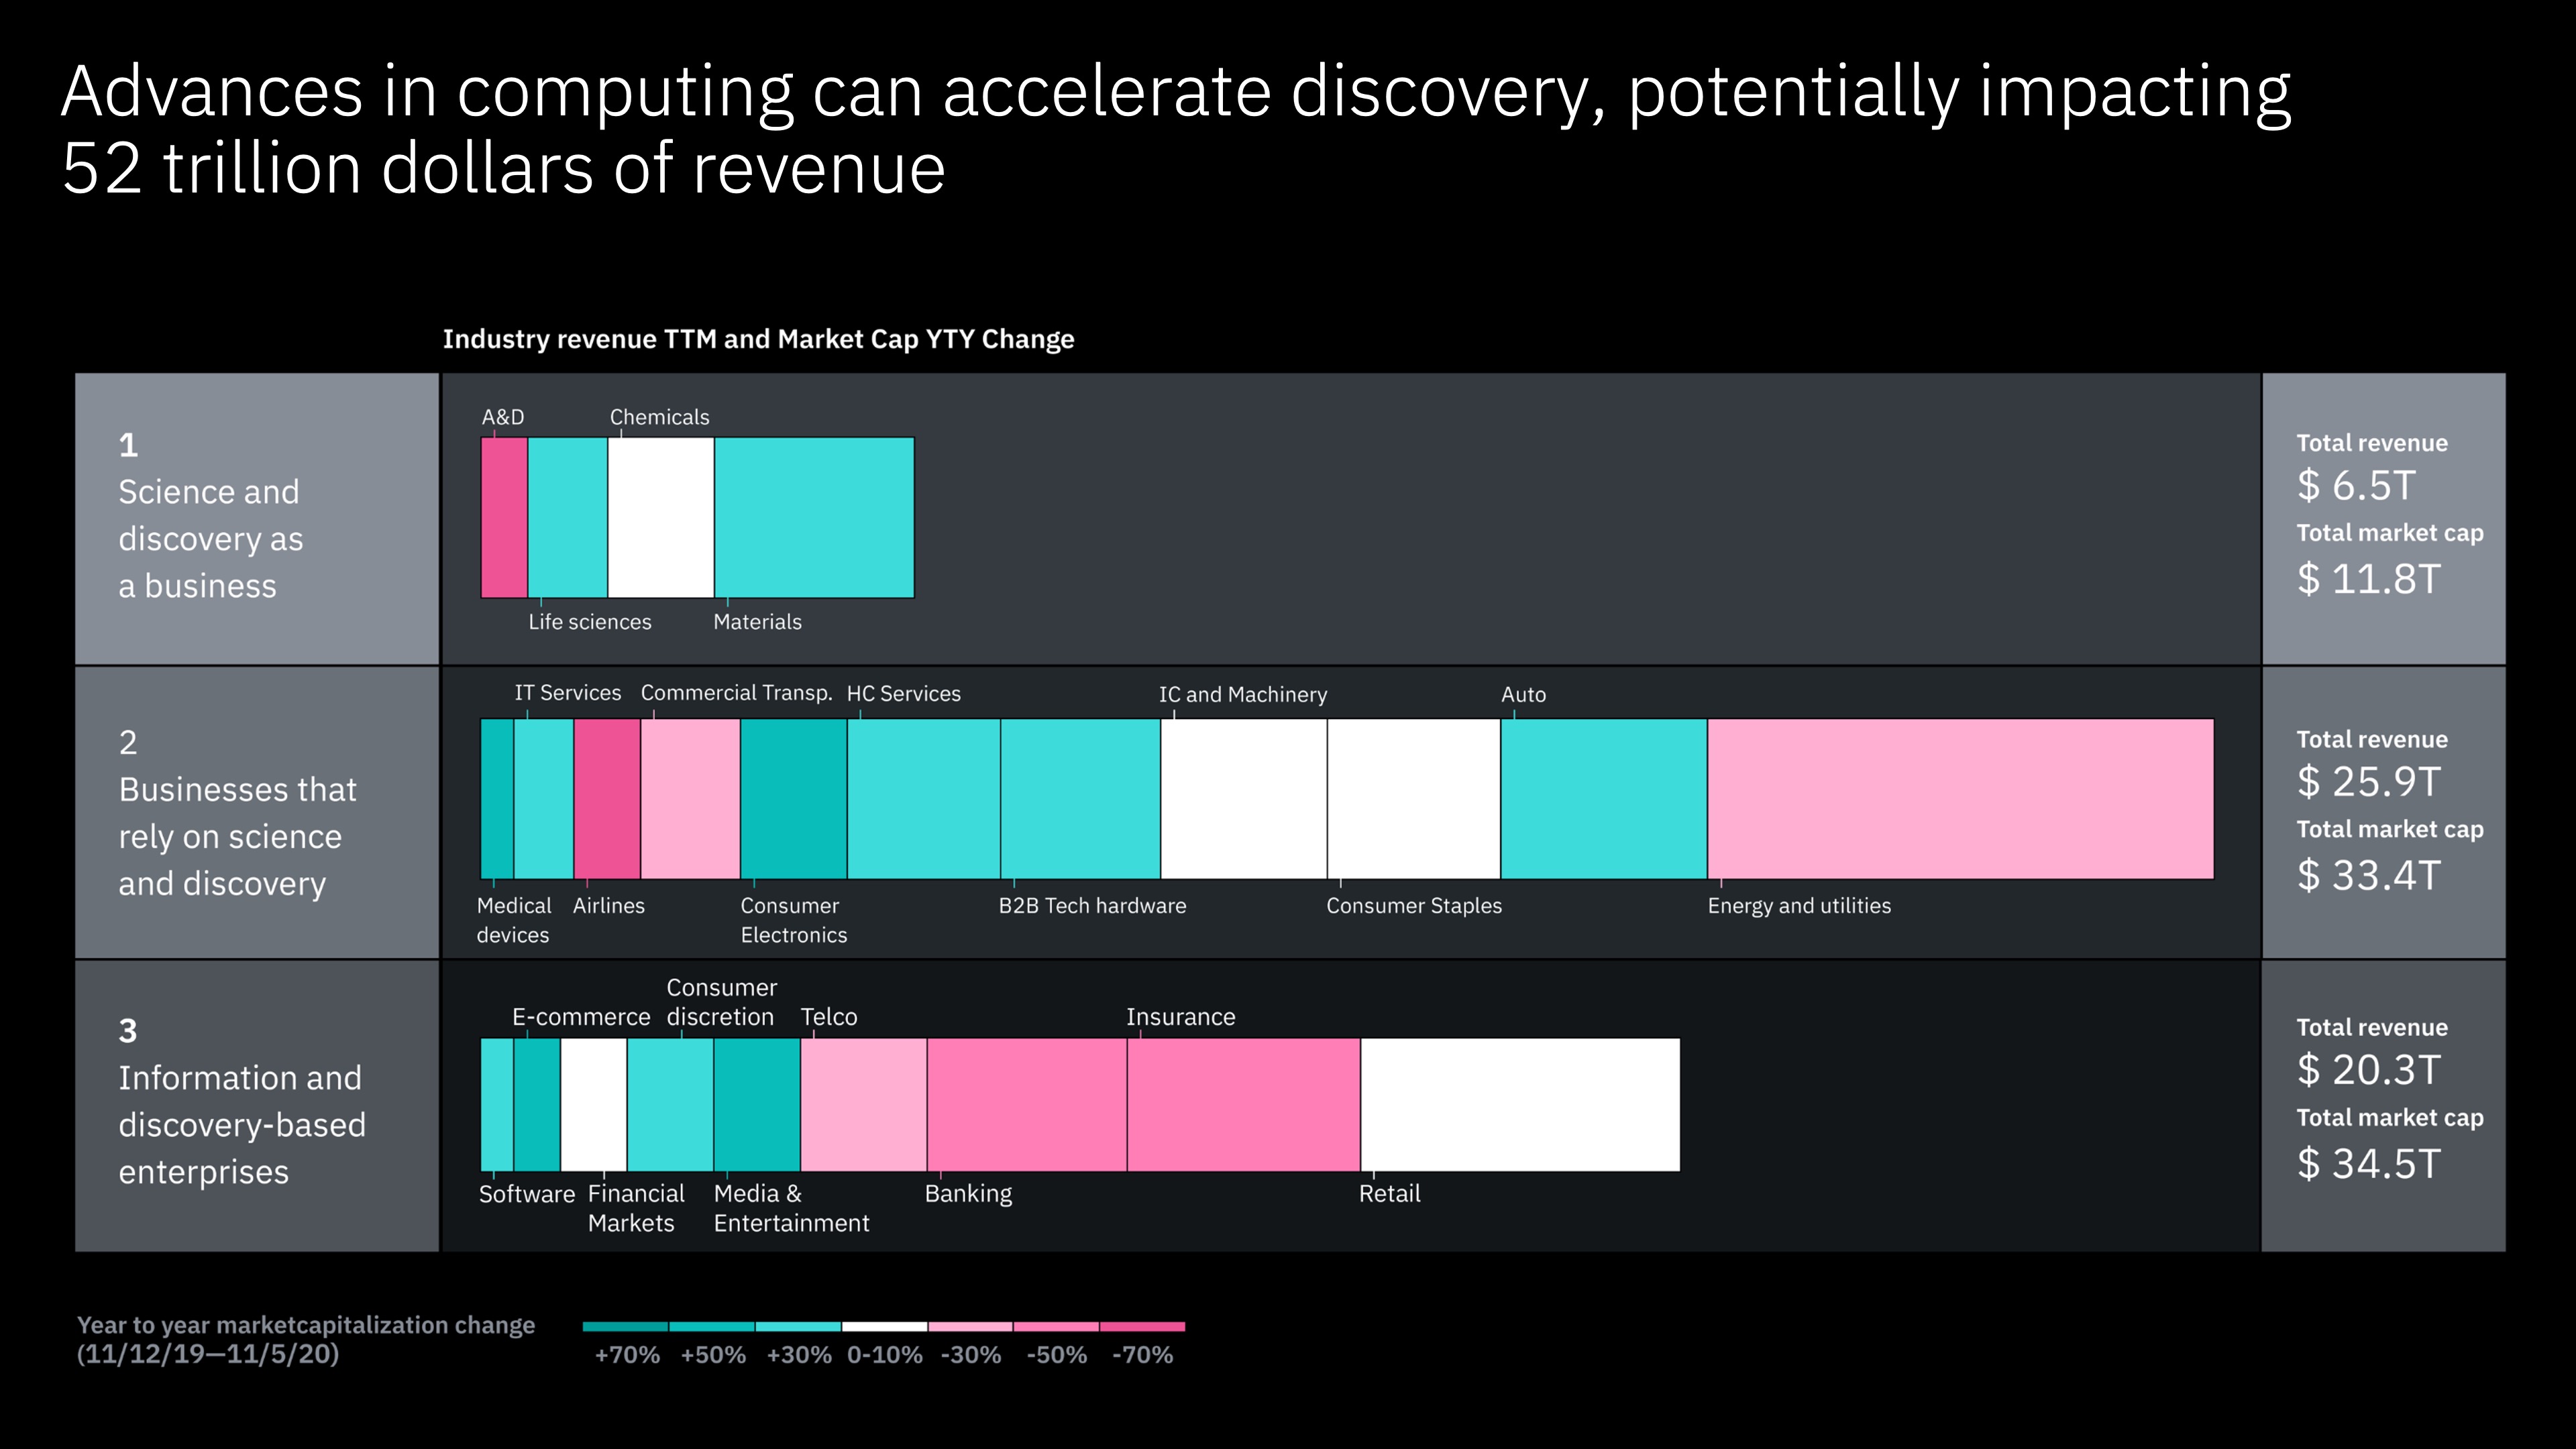 Advances in computing can accelerate discovery, potentially impacting
52 trillion dollars of revenue
Industry revenue TTM and Market Cap YTY Change
1
Science and
discovery as
a business
A&D
Chemicals
Life sciences
Materials
Total revenue
$ 6.5T
Total market cap
$ 11.8T
2
Businesses that
rely on science
and discovery
IT Services
Commercial Transp.
HC Services
IC and Machinery
Auto
Medical
devices
Airlines
Consumer
Electronics
B2B Tech hardware
Consumer Staples
Energy and utilities
Total revenue
$ 25.9T
Total market cap
$ 33.4T
3
Information and
discovery-based
enterprises
E-commerce
Consumer
discretion
Telco
Insurance
Software
Financial
Markets
Media &
Entertainment
Banking
Retail
Total revenue
$ 20.3T
Total market cap
$ 34.5T
Year to year marketcapitalization change
(11/12/19—11/5/20)
+70% +50% +30% 0-10% -30% -50% -70%